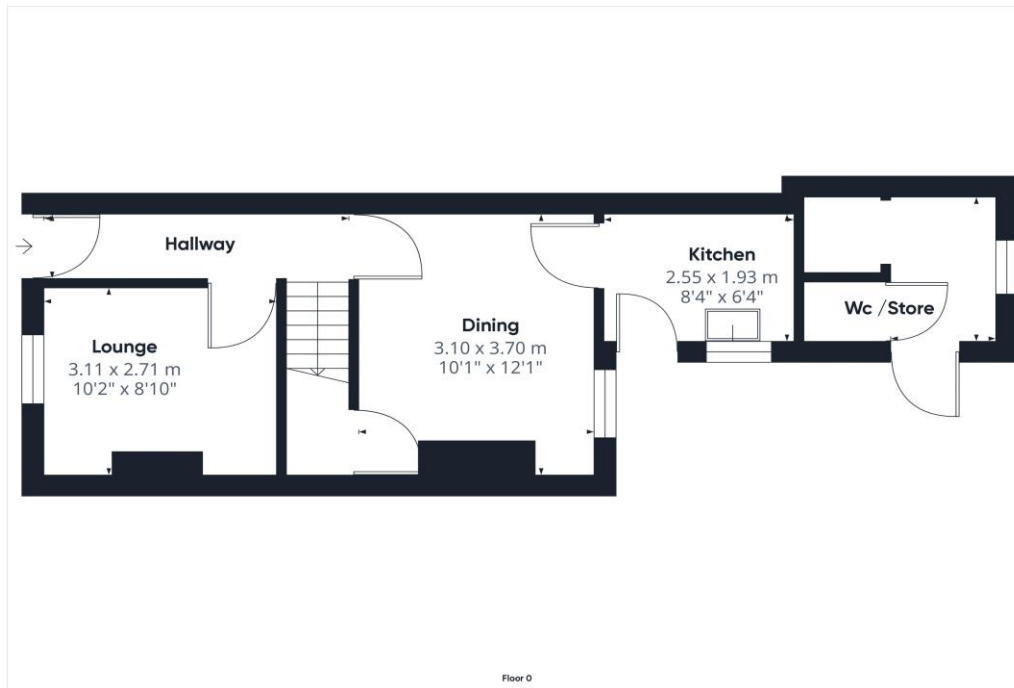 Hallway
Kitchen
2.55 x 1.93 m
8'4" x 6'4"
Wc / Store
Dining
3.10 x 3.70 m
10'1" x 12'1"
Lounge
3.11 x 2.71 m
10'2" x 8'10"
Floor 0